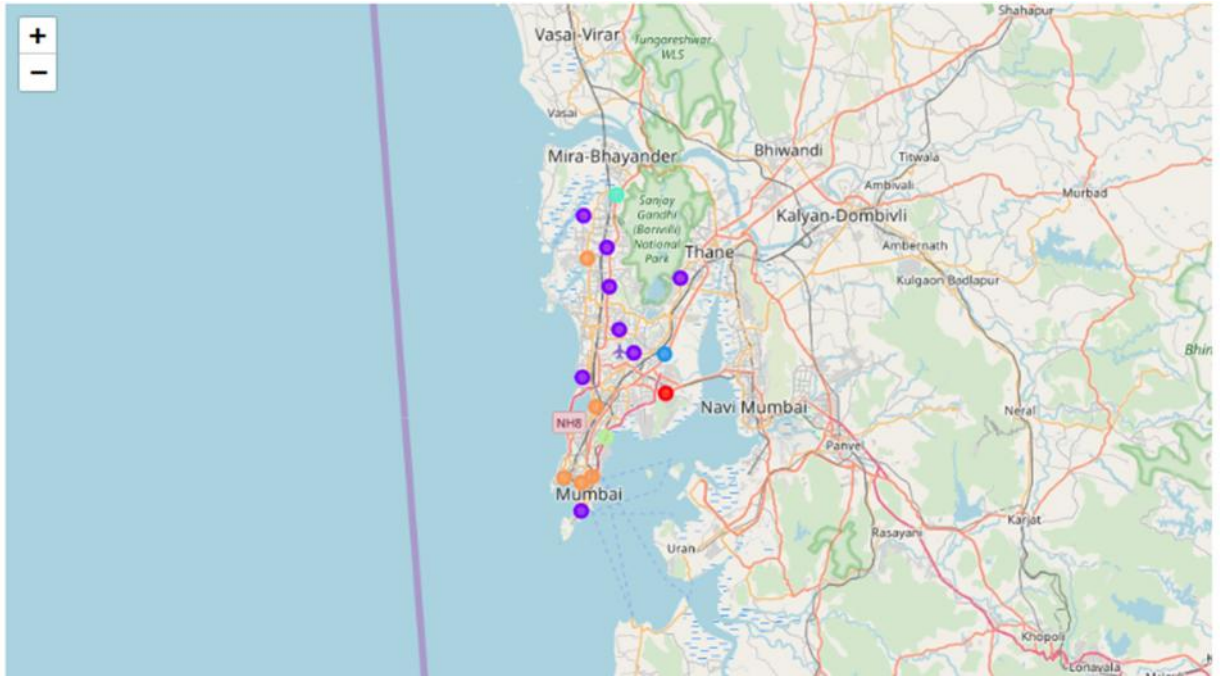 +
−
Shahapur
Vasai-Virar
Tungareshwar
WLS
Vasai
Mira-Bhayander
Bhiwandi
Titwala
Ambivali
Murbad
Sanjay
Gandhi
(Borivili)
National
Park
Kalyan-Dombivli
Thane
Ambernath
Kulgaon Badlapur
Navi Mumbai
Neral
NH8
Panvel
Mumbai
Karjat
Rasayani
Uran
Khopoli
Lonavala